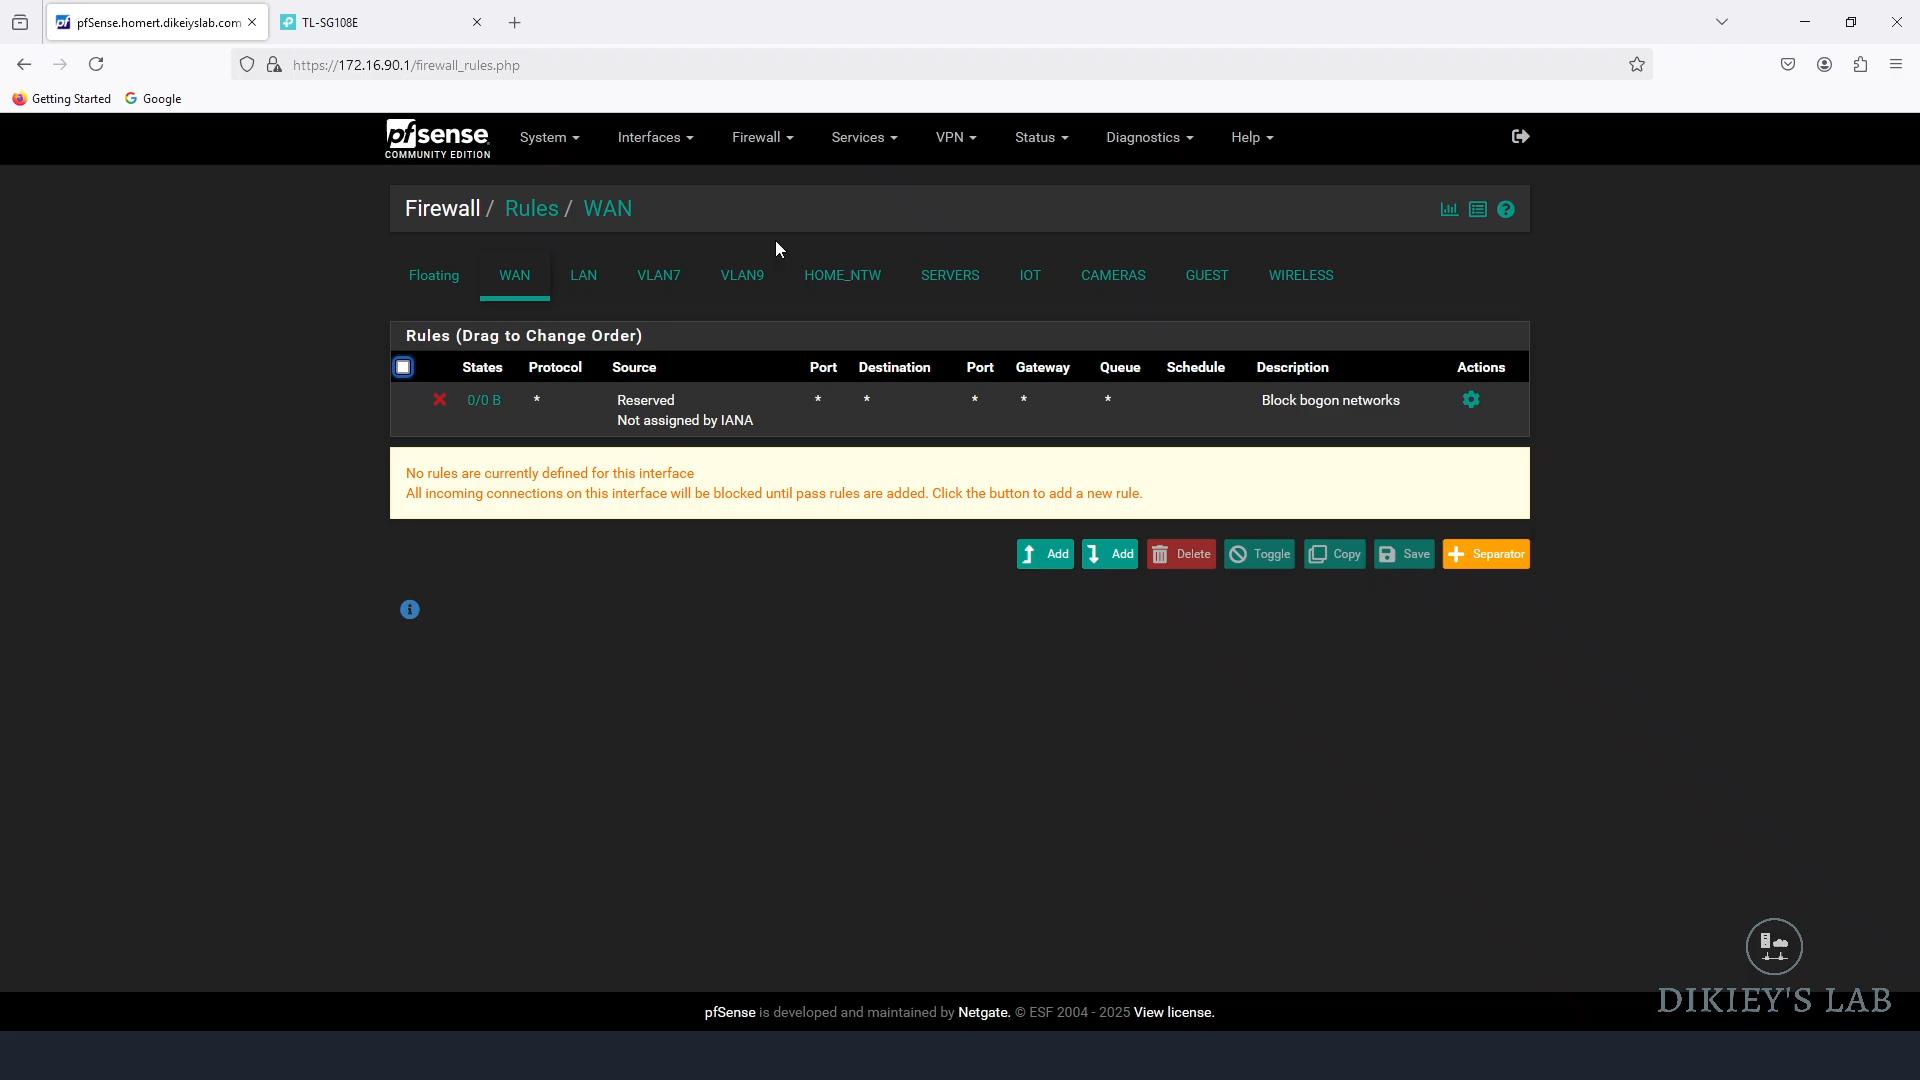 pfSense.homert.dikeiyslab.com
TL-SG108E
https://172.16.90.1/firewall_rules.php
Getting Started
Google
pfsense
COMMUNITY EDITION
System
Interfaces
Firewall
Services
VPN
Status
Diagnostics
Help
Firewall / Rules / WAN
Floating
WAN
LAN
VLAN7
VLAN9
HOME_NTW
SERVERS
IOT
CAMERAS
GUEST
WIRELESS
Rules (Drag to Change Order)
States Protocol Source Port Destination Port Gateway Queue Schedule Description Actions
0/0 B * Reserved * * * * * Block bogon networks
Not assigned by IANA
No rules are currently defined for this interface
All incoming connections on this interface will be blocked until pass rules are added. Click the button to add a new rule.
Add
Add
Delete
Toggle
Copy
Save
Separator
pfSense is developed and maintained by Netgate. © ESF 2004 - 2025 View license.
DIKIEY'S LAB